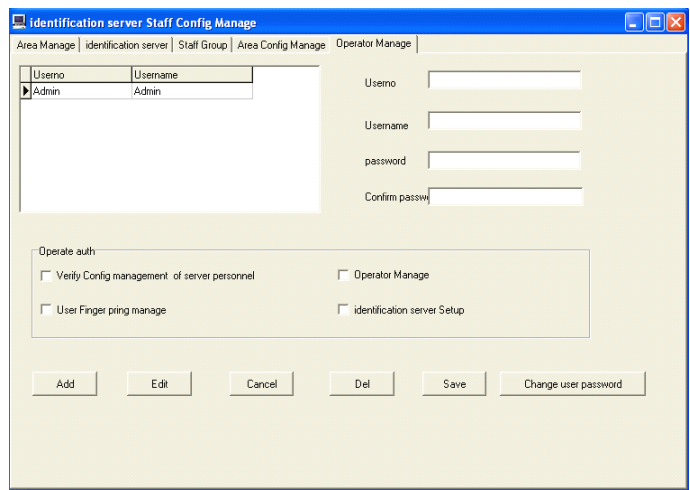 identification server Staff Config Manage
Area Manage identification server Staff Group Area Config Manage Operator Manage
Userno Username
Admin Admin
Userno
Username
password
Confirm passw
Operate auth
Verify Config management of server personnel Operator Manage
User Finger pring manage identification server Setup
Add Edit Cancel Del Save Change user password